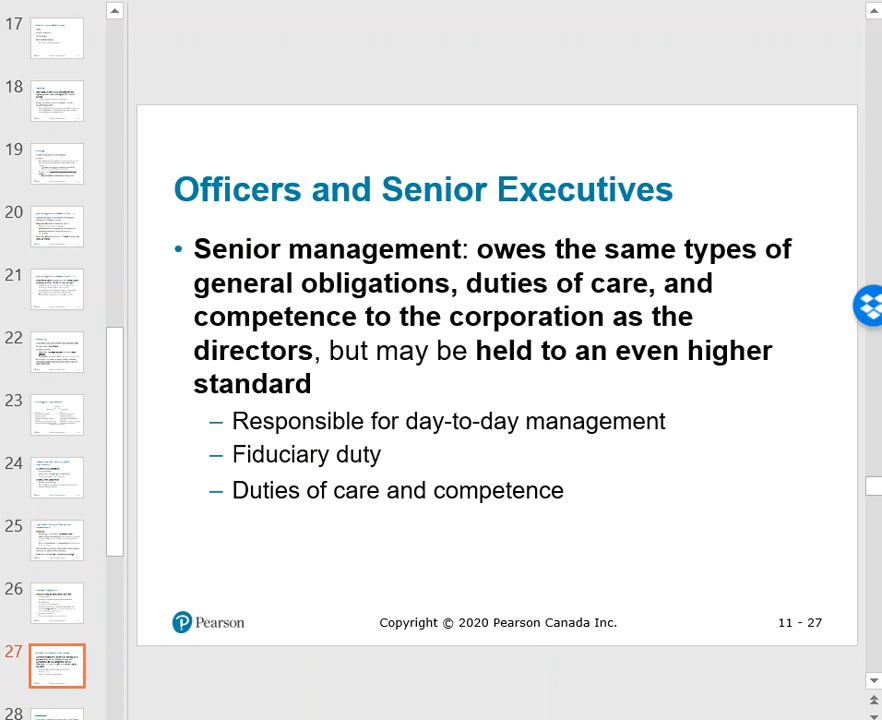 17
18
19
20
21
22
23
24
25
26
27
28
Officers and Senior Executives
• Senior management: owes the same types of
general obligations, duties of care, and
competence to the corporation as the
directors, but may be held to an even higher
standard
– Responsible for day-to-day management
– Fiduciary duty
– Duties of care and competence
P Pearson
Copyright © 2020 Pearson Canada Inc.
11 - 27